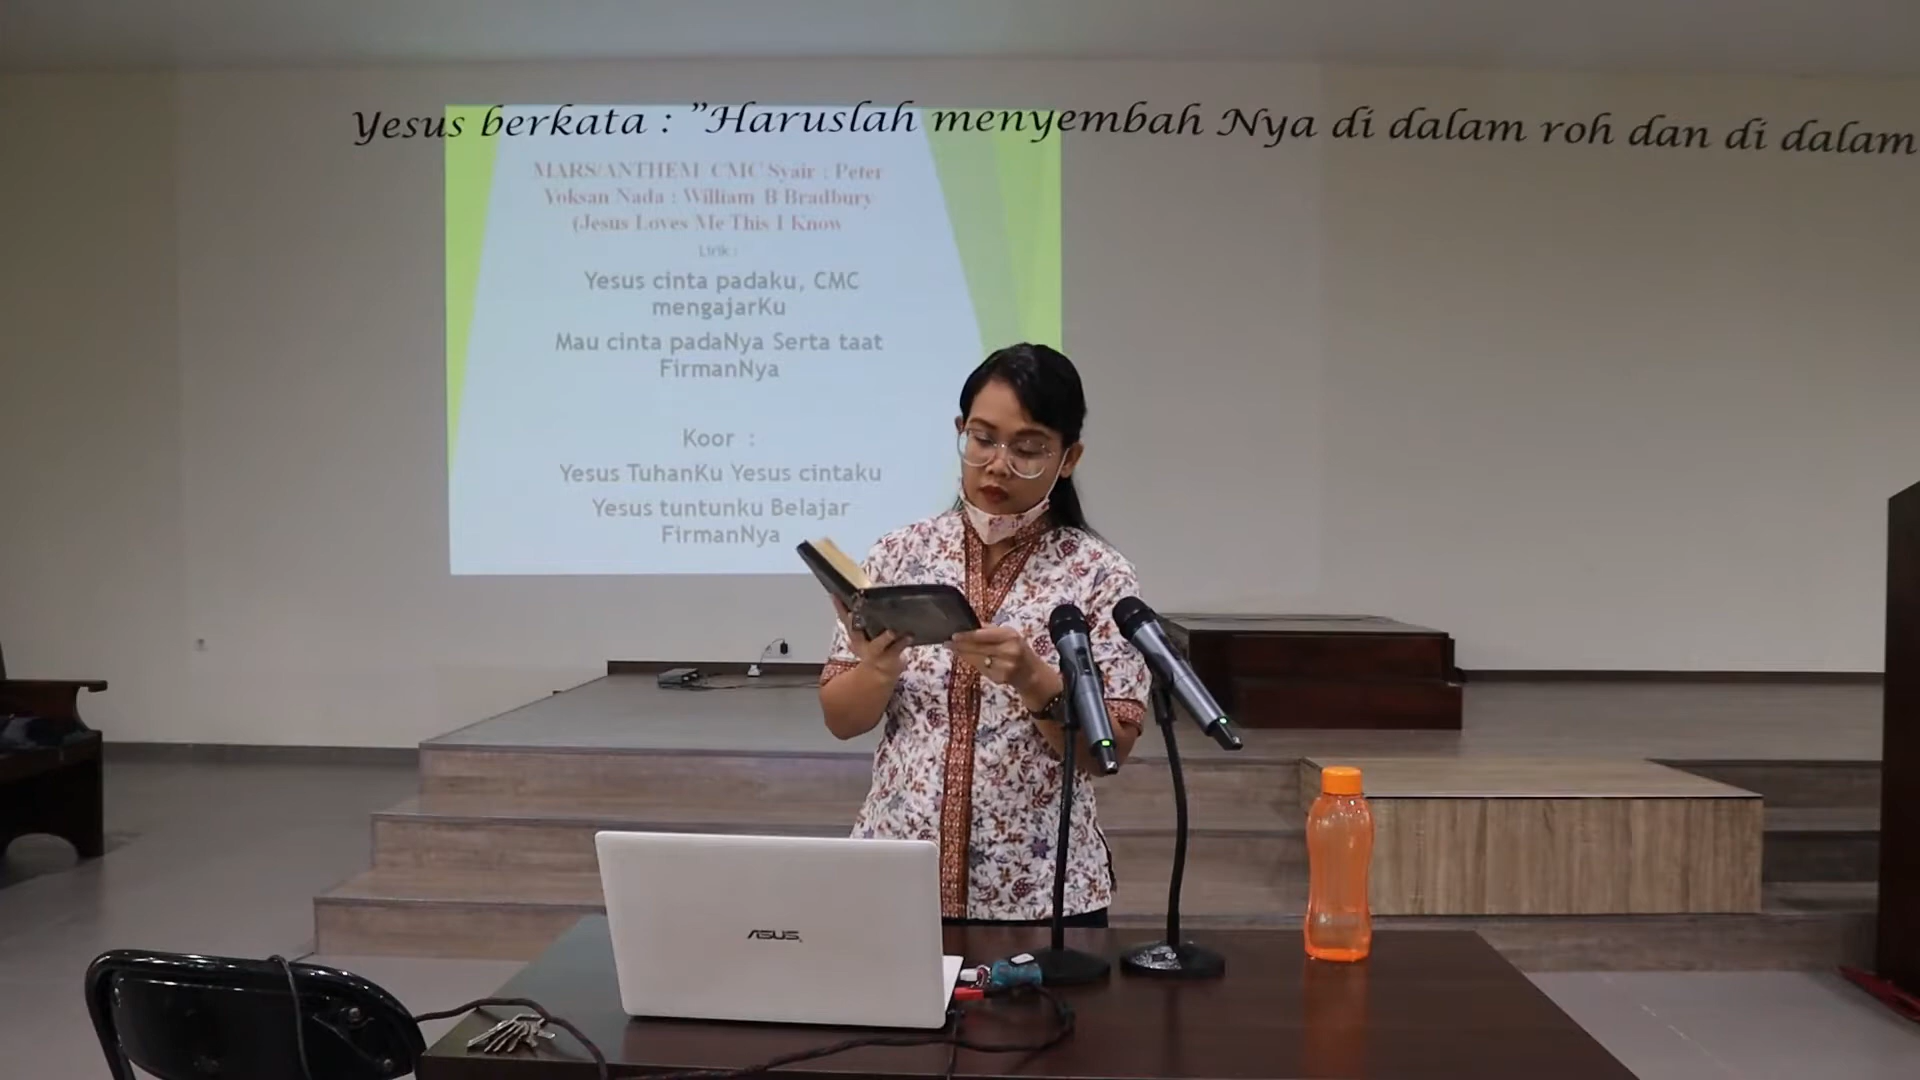 Yesus berkata : "Haruslah menyembah Nya di dalam roh dan di dalam
MARS/ANTHEM CMC Syair : Peter
Yoksan Nada : William B Bradbury
(Jesus Loves Me This I Know
Lirik :
Yesus cinta padaku, CMC
mengajarKu
Mau cinta padaNya Serta taat
FirmanNya
Koor :
Yesus TuhanKu Yesus cintaku
Yesus tuntunku Belajar
FirmanNya
ASUS